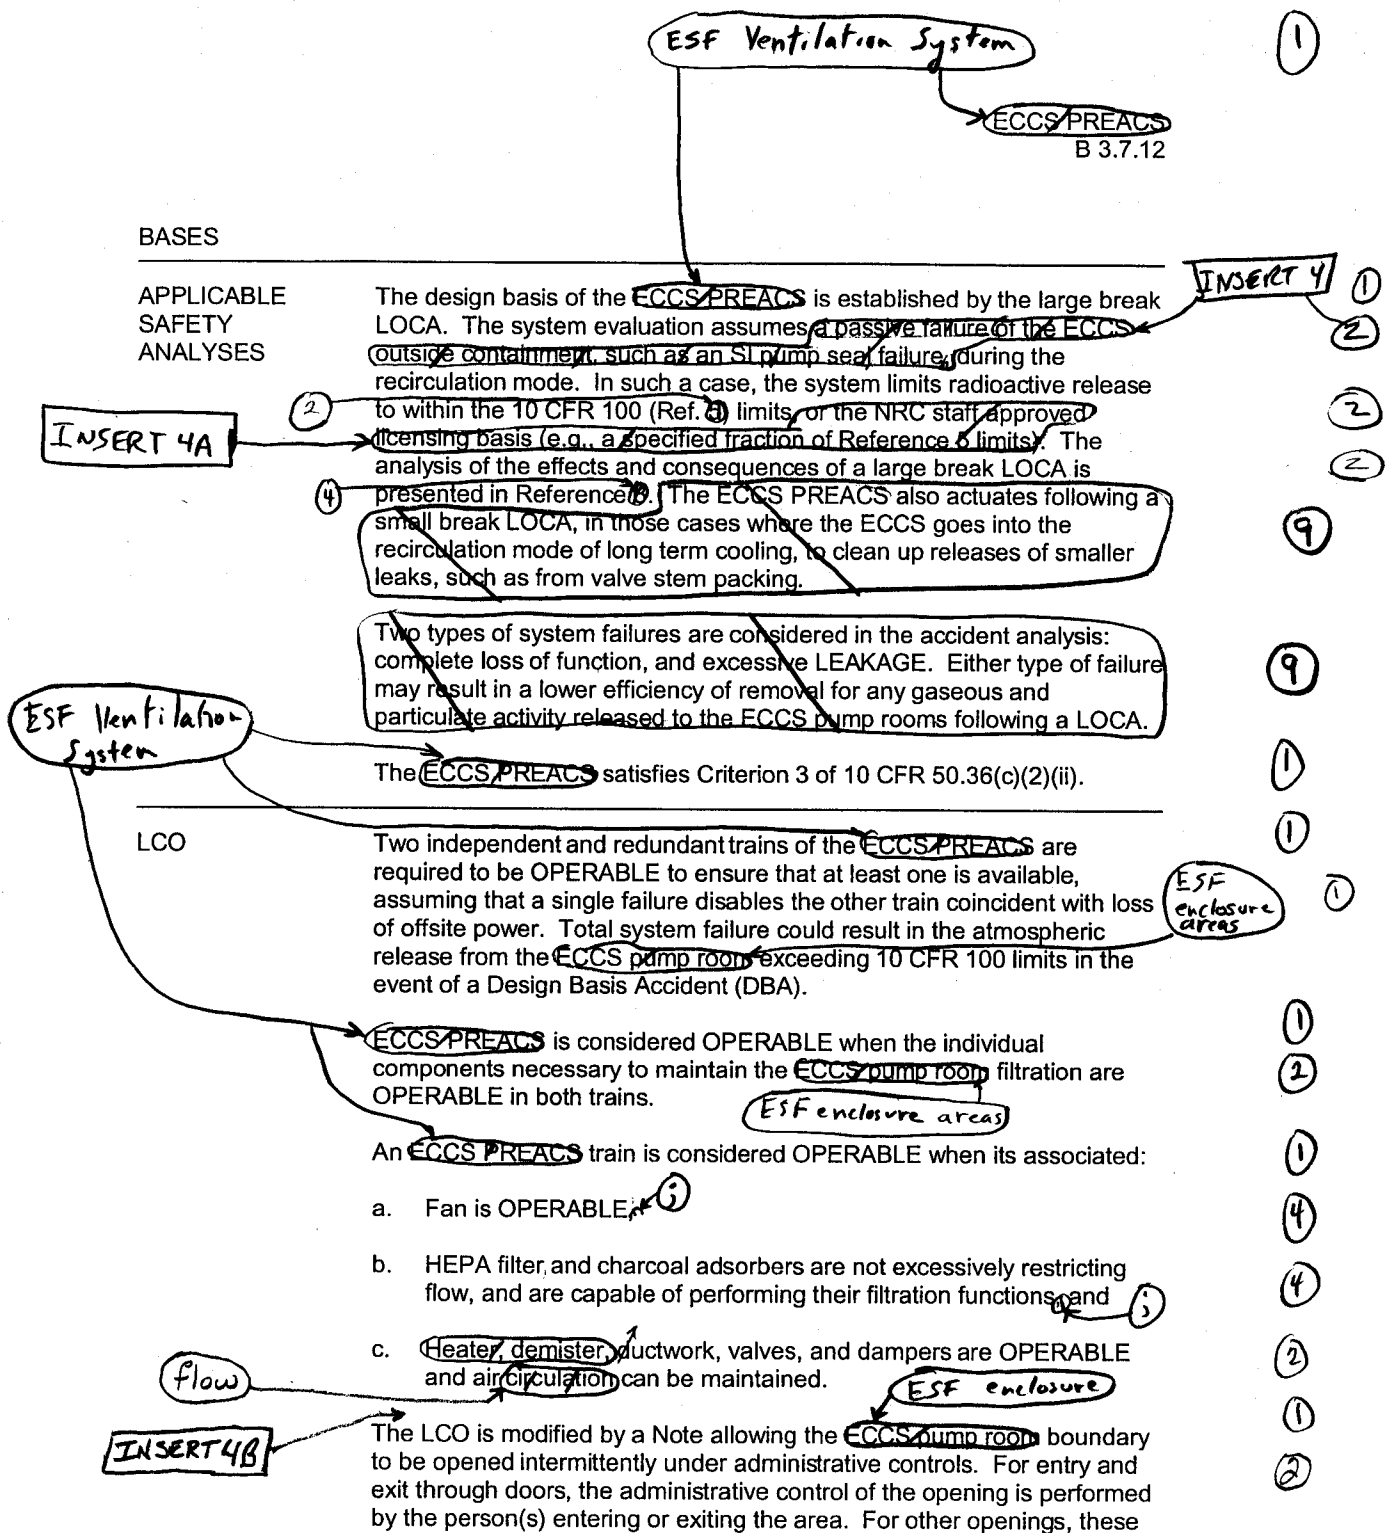 ESF Ventilation System
1
ECCS PREACS
B 3.7.12
BASES
INSERT 4
1
2
APPLICABLE
SAFETY
ANALYSES
The design basis of the ECCS PREACS is established by the large break
LOCA. The system evaluation assumes a passive failure of the ECCS
outside containment, such as an SI pump seal failure, during the
recirculation mode. In such a case, the system limits radioactive release
2
to within the 10 CFR 100 (Ref. ) limits, or the NRC staff approved
2
INSERT 4A
licensing basis (e.g., a specified fraction of Reference 6 limits). The
2
analysis of the effects and consequences of a large break LOCA is
4
presented in Reference . The ECCS PREACS also actuates following a
small break LOCA, in those cases where the ECCS goes into the
9
recirculation mode of long term cooling, to clean up releases of smaller
leaks, such as from valve stem packing.
Two types of system failures are considered in the accident analysis:
complete loss of function, and excessive LEAKAGE. Either type of failure
9
may result in a lower efficiency of removal for any gaseous and
particulate activity released to the ECCS pump rooms following a LOCA.
ESF Ventilation
System
The ECCS PREACS satisfies Criterion 3 of 10 CFR 50.36(c)(2)(ii).
1
LCO
Two independent and redundant trains of the ECCS PREACS are
1
required to be OPERABLE to ensure that at least one is available,
assuming that a single failure disables the other train coincident with loss
ESF
enclosure
areas
1
of offsite power. Total system failure could result in the atmospheric
release from the ECCS pump room exceeding 10 CFR 100 limits in the
event of a Design Basis Accident (DBA).
1
ECCS PREACS is considered OPERABLE when the individual
components necessary to maintain the ECCS pump room filtration are
2
OPERABLE in both trains.
ESF enclosure areas
An ECCS PREACS train is considered OPERABLE when its associated:
1
a. Fan is OPERABLE,
;
4
b. HEPA filter and charcoal adsorbers are not excessively restricting
flow, and are capable of performing their filtration functions, and
;
4
c. Heater, demister, ductwork, valves, and dampers are OPERABLE
2
and air circulation can be maintained.
flow
ESF enclosure
1
INSERT 4B
The LCO is modified by a Note allowing the ECCS pump room boundary
to be opened intermittently under administrative controls. For entry and
2
exit through doors, the administrative control of the opening is performed
by the person(s) entering or exiting the area. For other openings, these